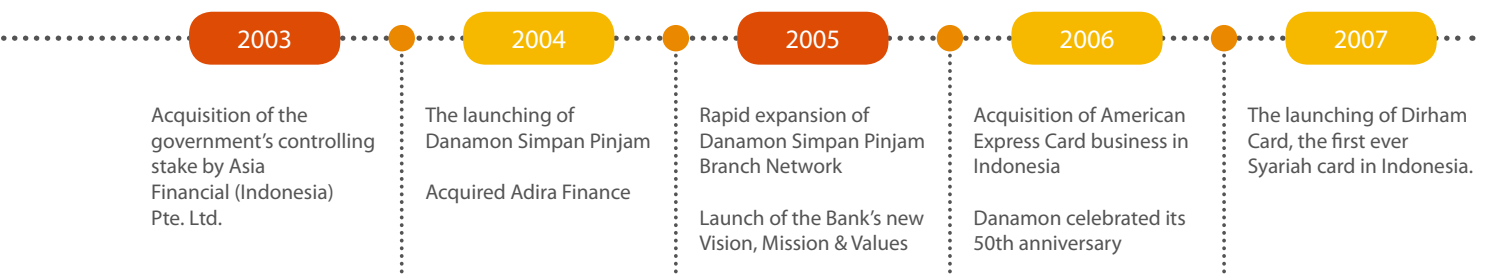 2003
Acquisition of the
government's controlling
stake by Asia
Financial (Indonesia)
Pte. Ltd.
2004
The launching of
Danamon Simpan Pinjam
Acquired Adira Finance
2005
Rapid expansion of
Danamon Simpan Pinjam
Branch Network
Launch of the Bank's new
Vision, Mission & Values
2006
Acquisition of American
Express Card business in
Indonesia
Danamon celebrated its
50th anniversary
2007
The launching of Dirham
Card, the first ever
Syariah card in Indonesia.